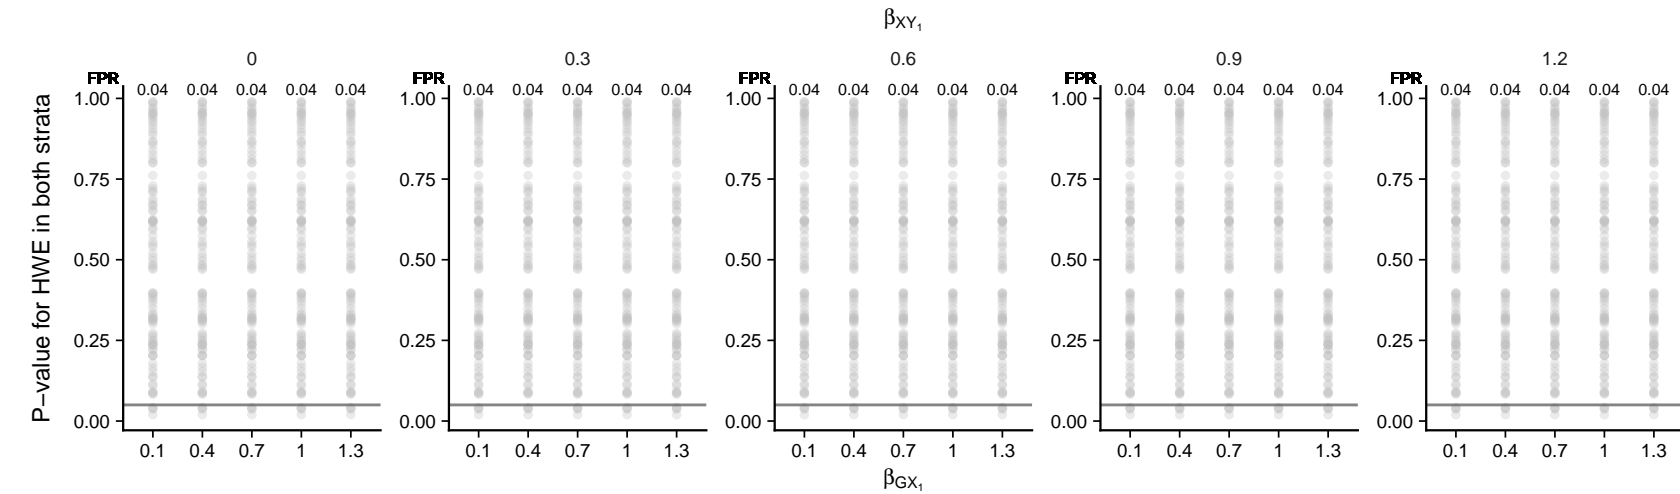 βXY₁
0 0.3 0.6 0.9 1.2
FPR FPR FPR FPR FPR
0.04 0.04 0.04 0.04 0.04 0.04 0.04 0.04 0.04 0.04 0.04 0.04 0.04 0.04 0.04 0.04 0.04 0.04 0.04 0.04 0.04 0.04 0.04 0.04 0.04
1.00 1.00 1.00 1.00 1.00
0.75 0.75 0.75 0.75 0.75
0.50 0.50 0.50 0.50 0.50
0.25 0.25 0.25 0.25 0.25
0.00 0.00 0.00 0.00 0.00
P−value for HWE in both strata
0.1 0.4 0.7 1 1.3 0.1 0.4 0.7 1 1.3 0.1 0.4 0.7 1 1.3 0.1 0.4 0.7 1 1.3 0.1 0.4 0.7 1 1.3
βGX₁